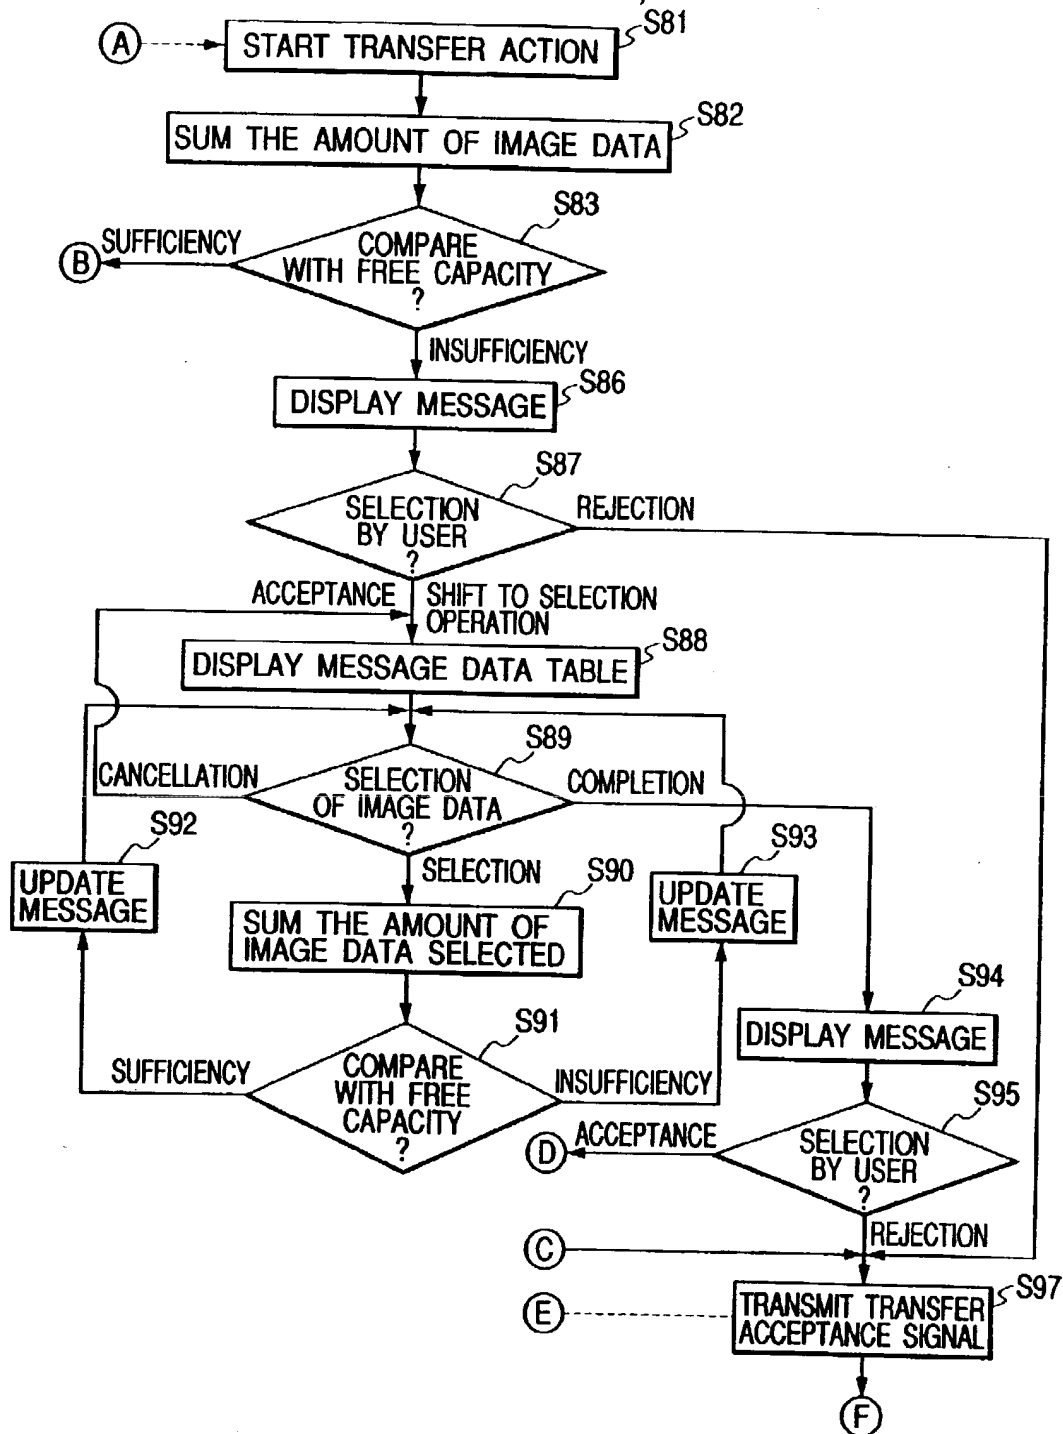 S81
A
START TRANSFER ACTION
S82
SUM THE AMOUNT OF IMAGE DATA
S83
SUFFICIENCY
B
COMPARE
WITH FREE CAPACITY
?
INSUFFICIENCY
S86
DISPLAY MESSAGE
S87
SELECTION
BY USER
?
REJECTION
ACCEPTANCE
SHIFT TO SELECTION
OPERATION
S88
DISPLAY MESSAGE DATA TABLE
S89
CANCELLATION
SELECTION
OF IMAGE DATA
?
COMPLETION
S92
UPDATE
MESSAGE
SELECTION
S90
SUM THE AMOUNT OF
IMAGE DATA SELECTED
S93
UPDATE
MESSAGE
S94
DISPLAY MESSAGE
S91
SUFFICIENCY
COMPARE
WITH FREE
CAPACITY
?
INSUFFICIENCY
S95
D
ACCEPTANCE
SELECTION
BY USER
?
REJECTION
C
S97
E
TRANSMIT TRANSFER
ACCEPTANCE SIGNAL
F